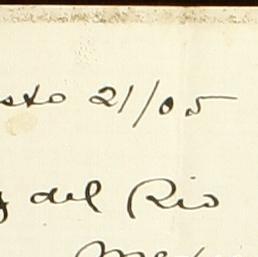 sto 21/05
y del Rio